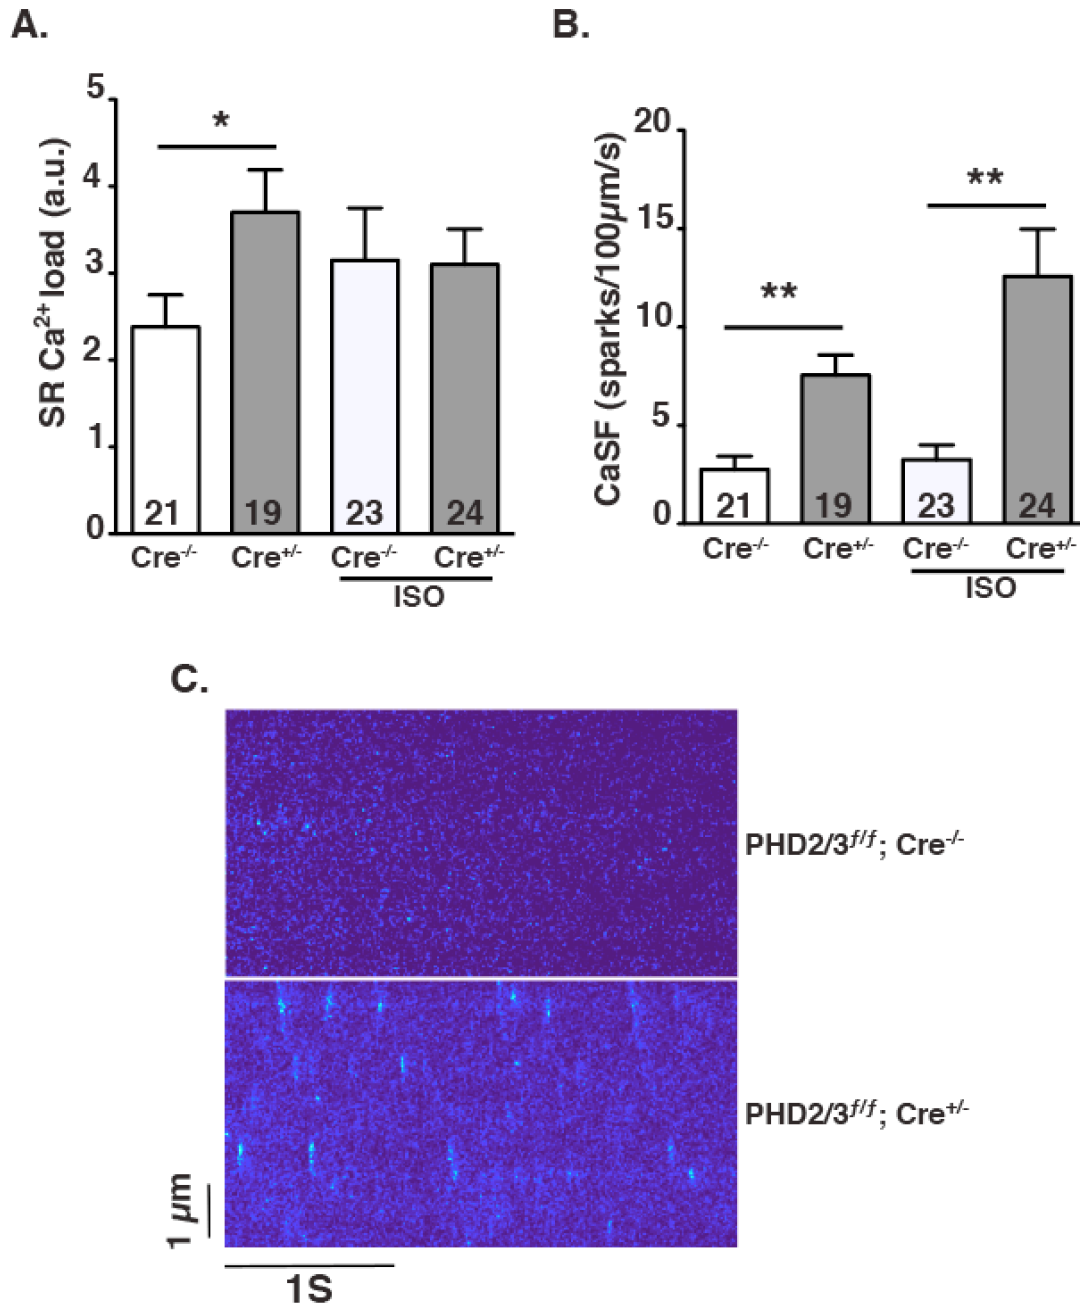 A.
SR Ca²⁺ load (a.u.)
5
4
3
2
1
0
*
21 19 23 24
Cre⁻/⁻ Cre⁺/⁻ Cre⁻/⁻ Cre⁺/⁻
ISO
B.
CaSF (sparks/100µm/s)
20
15
10
5
0
**
**
21 19 23 24
Cre⁻/⁻ Cre⁺/⁻ Cre⁻/⁻ Cre⁺/⁻
ISO
C.
PHD2/3ᶠ/ᶠ; Cre⁻/⁻
PHD2/3ᶠ/ᶠ; Cre⁺/⁻
1 µm
1S